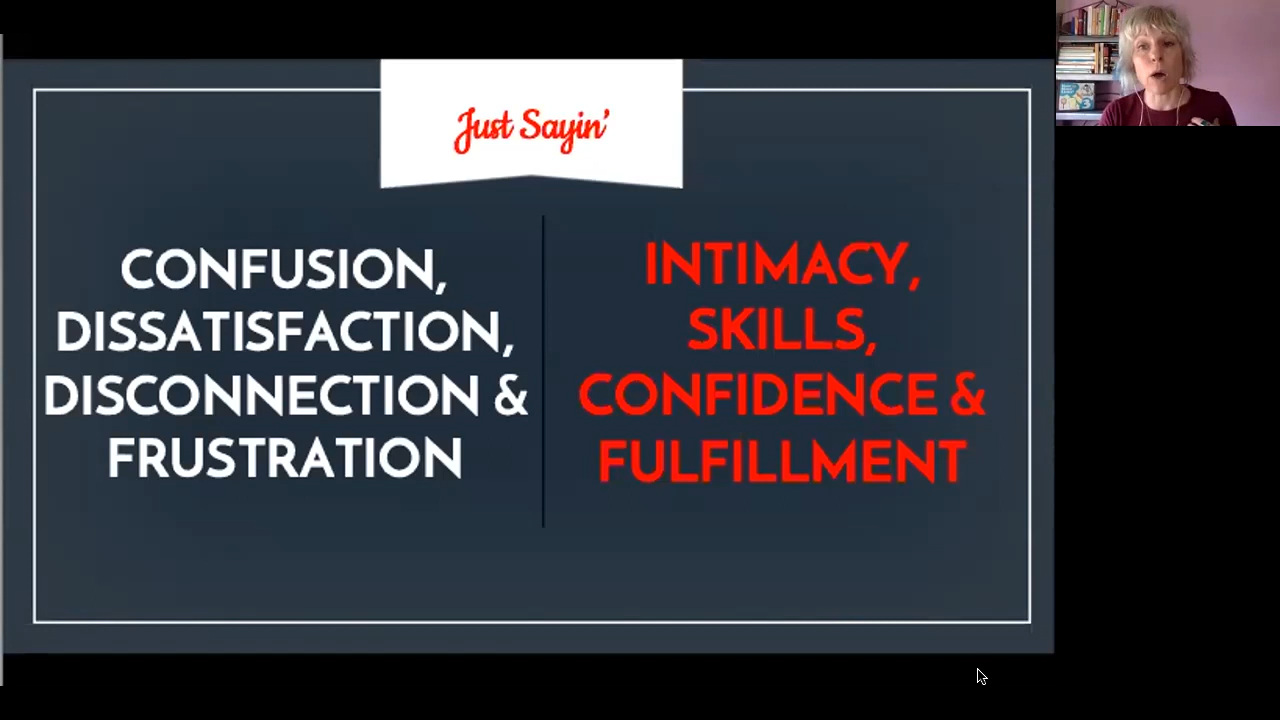 Just Sayin'
CONFUSION,
DISSATISFACTION,
DISCONNECTION &
FRUSTRATION
INTIMACY,
SKILLS,
CONFIDENCE &
FULFILLMENT